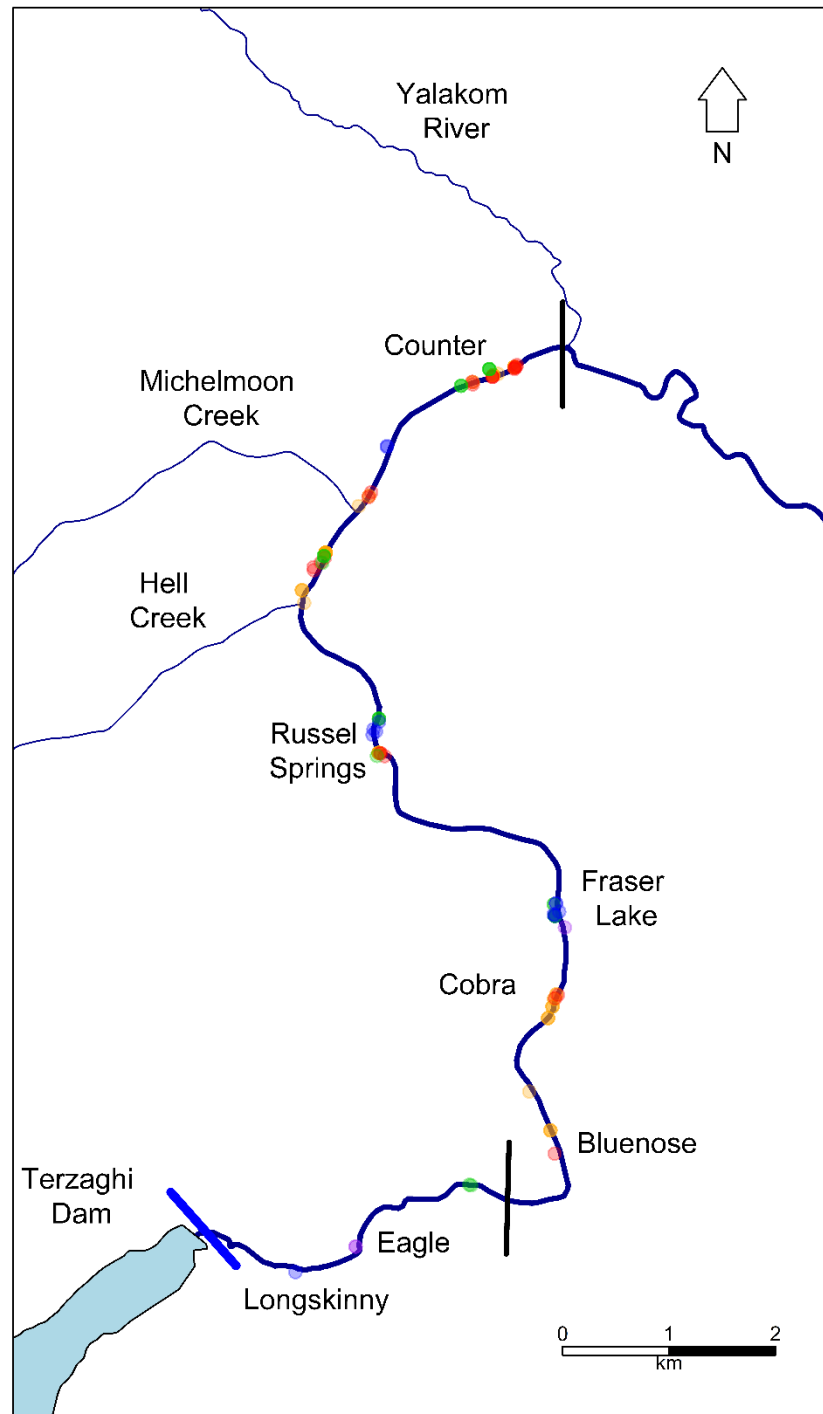 Yalakom
River
N
Counter
Michelmoon
Creek
Hell
Creek
Russel
Springs
Fraser
Lake
Cobra
Bluenose
Terzaghi
Dam
Eagle
Longskinny
0 1 2
km